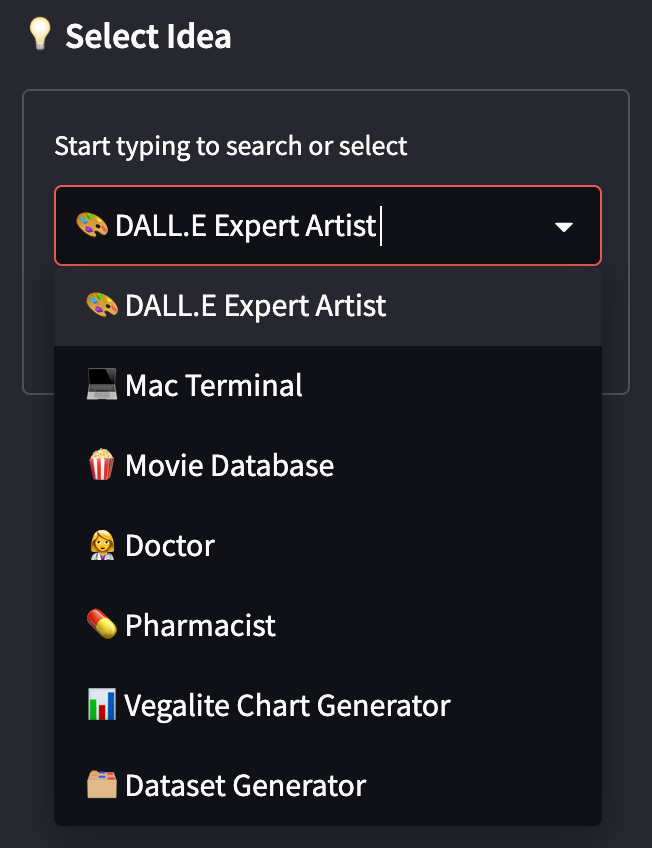 💡 Select Idea
Start typing to search or select
🎨 DALL.E Expert Artist
🎨 DALL.E Expert Artist
💻 Mac Terminal
🍿 Movie Database
👩‍⚕️ Doctor
💊 Pharmacist
📊 Vegalite Chart Generator
🗂️ Dataset Generator